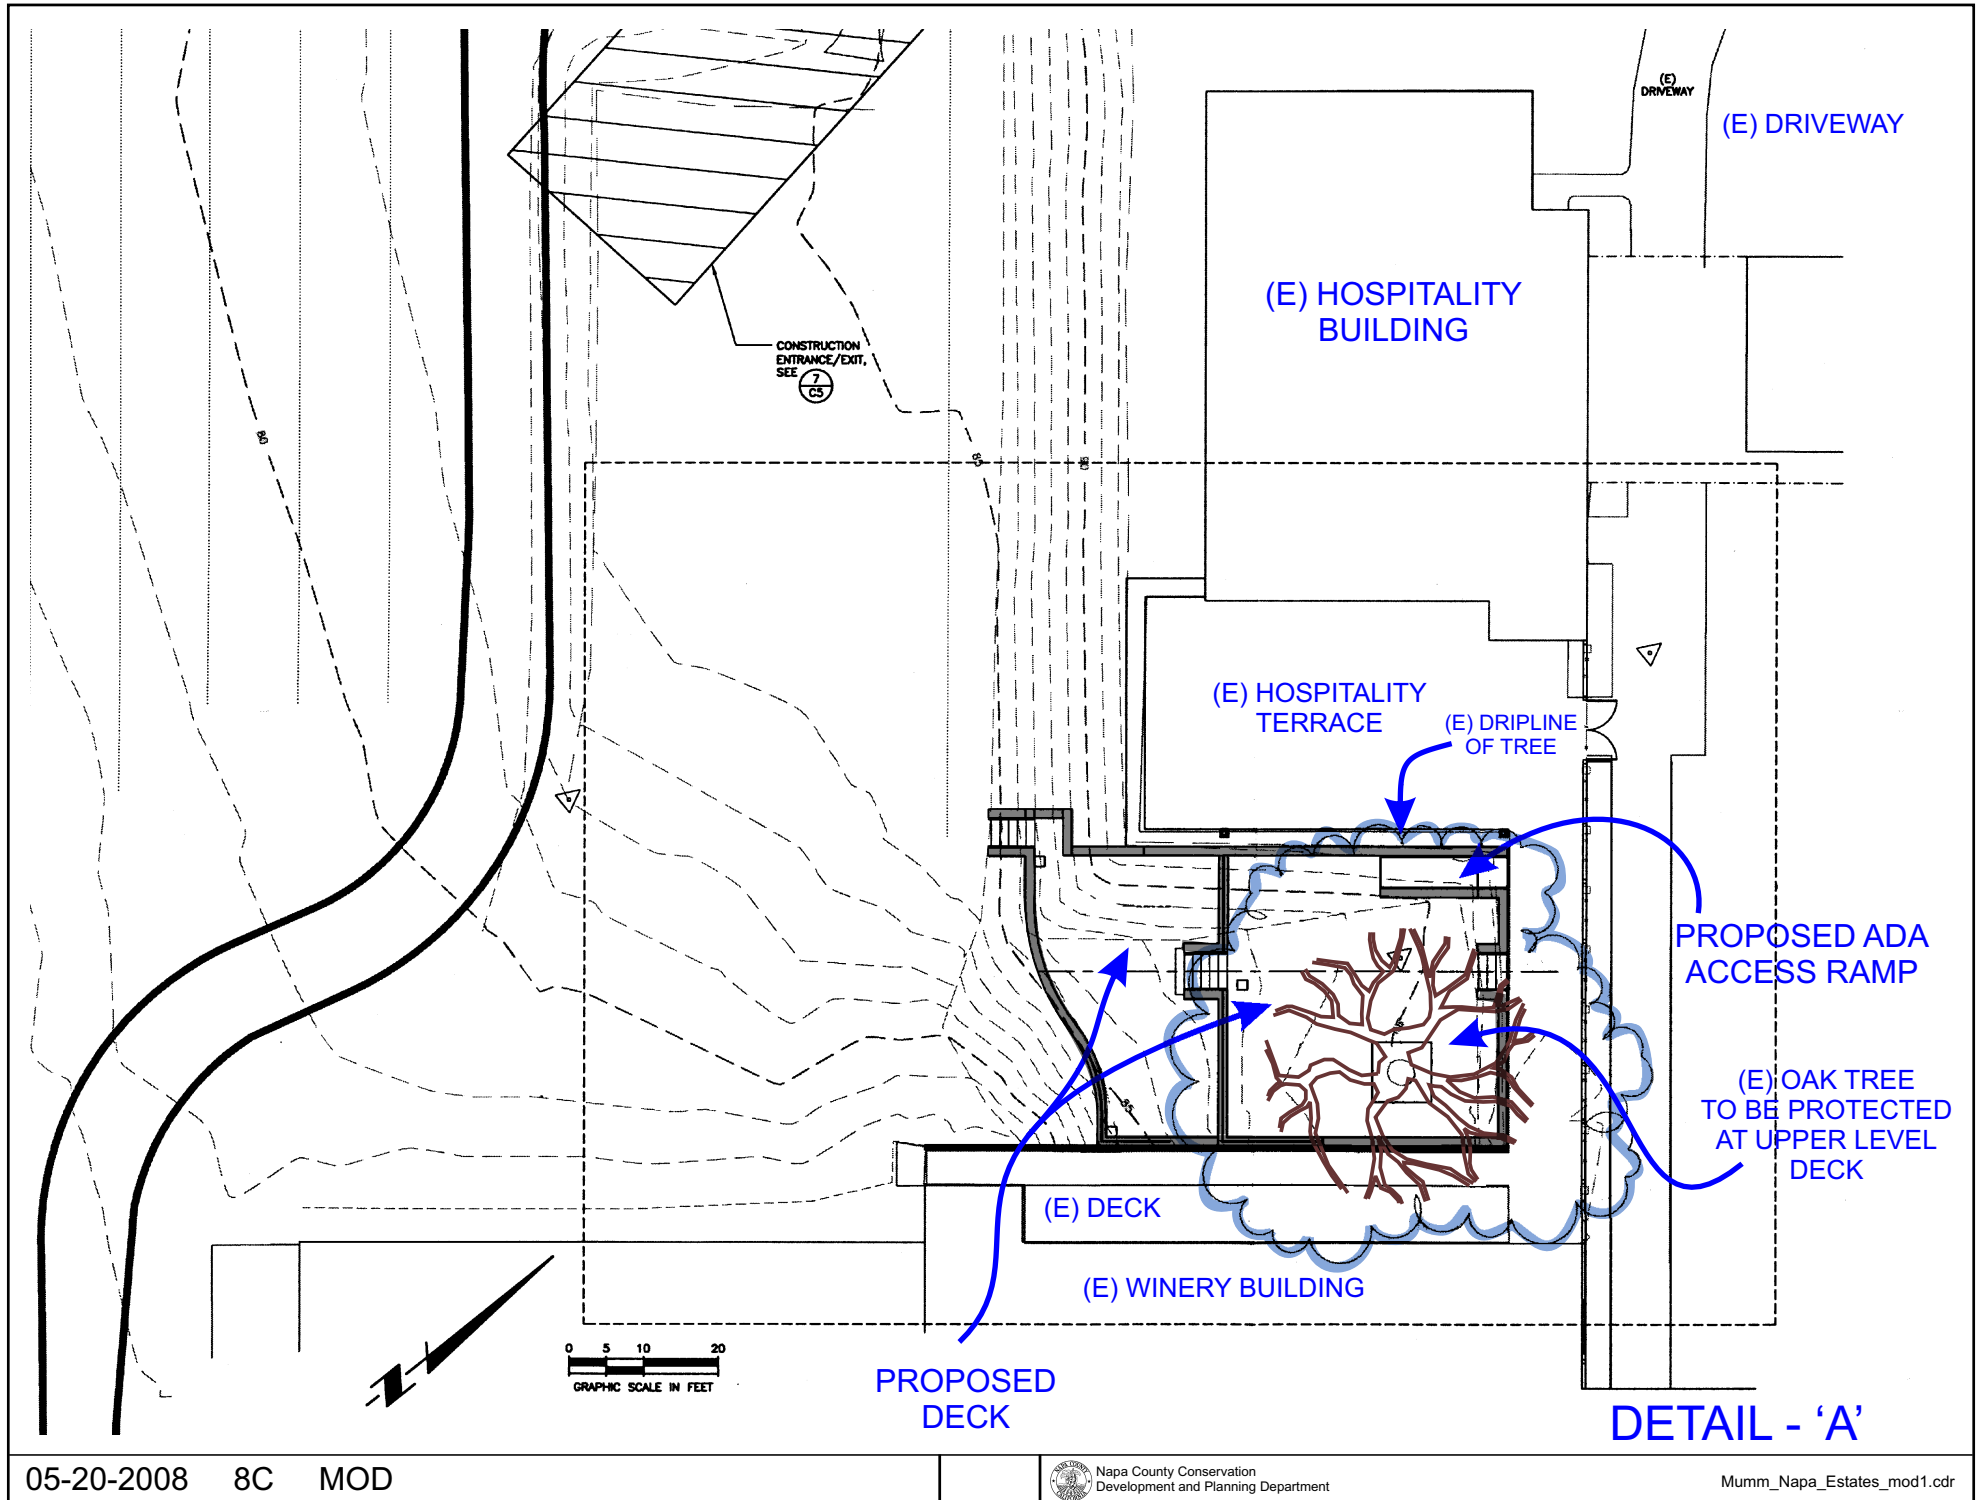 (E)
DRIVEWAY
(E) DRIVEWAY
(E) HOSPITALITY
BUILDING
CONSTRUCTION
ENTRANCE/EXIT,
SEE
7
C5
80
85
90
(E) HOSPITALITY
TERRACE
(E) DRIPLINE
OF TREE
PROPOSED ADA
ACCESS RAMP
(E) OAK TREE
TO BE PROTECTED
AT UPPER LEVEL
DECK
85
(E) DECK
(E) WINERY BUILDING
0 5 10 20
GRAPHIC SCALE IN FEET
PROPOSED
DECK
DETAIL - ‘A’
05-20-2008 8C MOD
Napa County Conservation
Development and Planning Department
Mumm_Napa_Estates_mod1.cdr